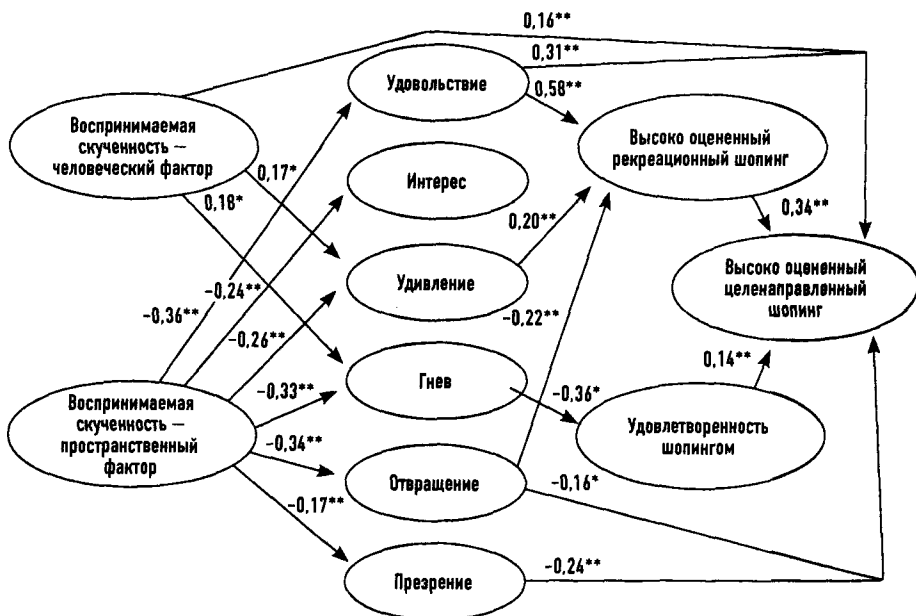 0,16**
0,31**
Удовольствие
0,58**
Воспринимаемая
скученность —
человеческий фактор
Высоко оцененный
рекреационный шопинг
0,17*
Интерес
0,18*
0,34**
0,20**
Удивление
Высоко оцененный
целенаправленный
шопинг
-0,24**
-0,36**
-0,22**
-0,26**
0,14**
Гнев
-0,33**
-0,36*
Воспринимаемая
скученность —
пространственный
фактор
Удовлетворенность
шопингом
-0,34**
Отвращение
-0,16*
-0,17**
Презрение
-0,24**